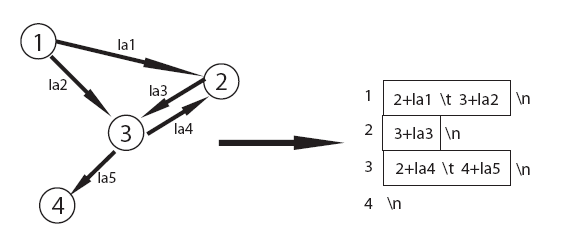 1
la1
la2
2
la3
3
la4
la5
4
1 2+la1 \t 3+la2 \n
2 3+la3 \n
3 2+la4 \t 4+la5 \n
4 \n